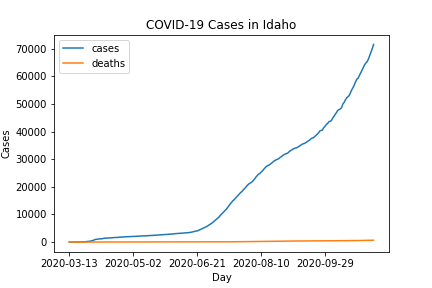 COVID-19 Cases in Idaho
cases
deaths
70000
60000
50000
40000
30000
20000
10000
0
Cases
2020-03-13 2020-05-02 2020-06-21 2020-08-10 2020-09-29
Day